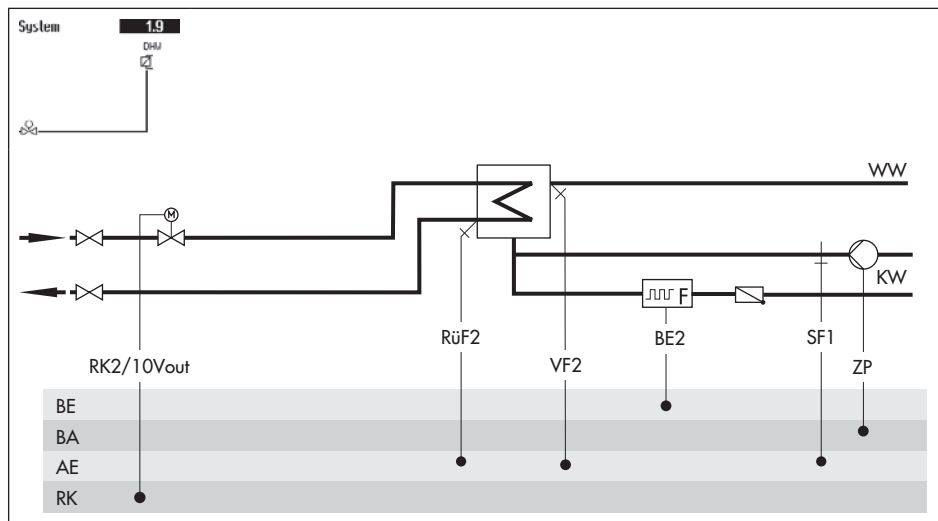 System 1.9
DHW
WW
M
KW
F
RüF2
BE2
SF1
VF2
ZP
RK2/10Vout
BE
BA
AE
RK